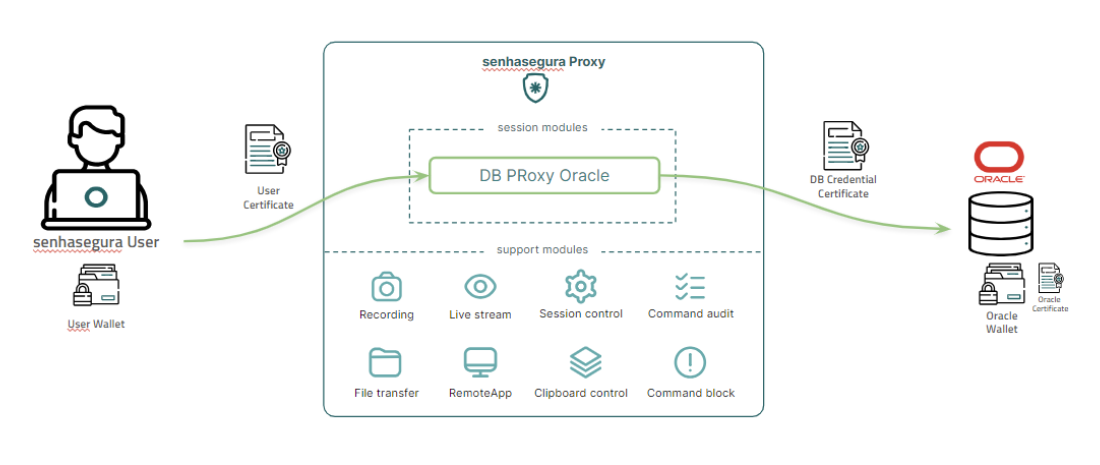 senhasegura Proxy
session modules
DB PRoxy Oracle
User
Certificate
DB Credential
Certificate
ORACLE
senhasegura User
User Wallet
support modules
Recording
Live stream
Session control
Command audit
File transfer
RemoteApp
Clipboard control
Command block
Oracle
Wallet
Oracle
Certificate